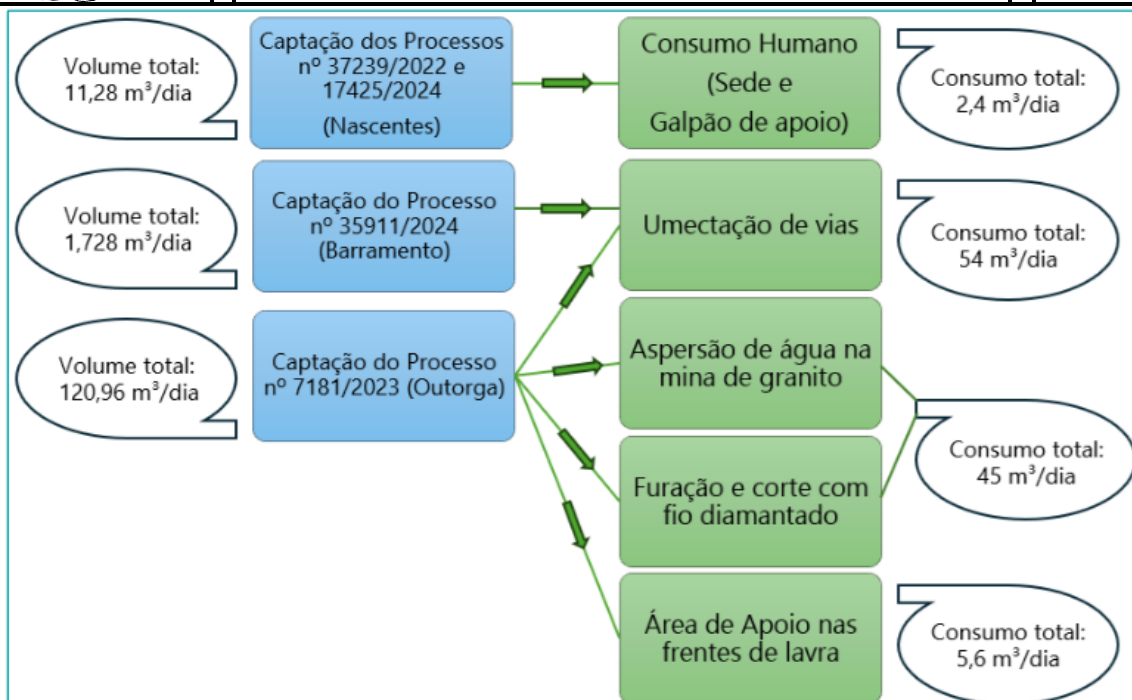 Volume total:
11,28 m³/dia
Captação dos Processos
nº 37239/2022 e
17425/2024
(Nascentes)
Consumo Humano
(Sede e
Galpão de apoio)
Consumo total:
2,4 m³/dia
Volume total:
1,728 m³/dia
Captação do Processo
nº 35911/2024
(Barramento)
Umectação de vias
Consumo total:
54 m³/dia
Volume total:
120,96 m³/dia
Captação do Processo
nº 7181/2023 (Outorga)
Aspersão de água na
mina de granito
Furação e corte com
fio diamantado
Consumo total:
45 m³/dia
Área de Apoio nas
frentes de lavra
Consumo total:
5,6 m³/dia